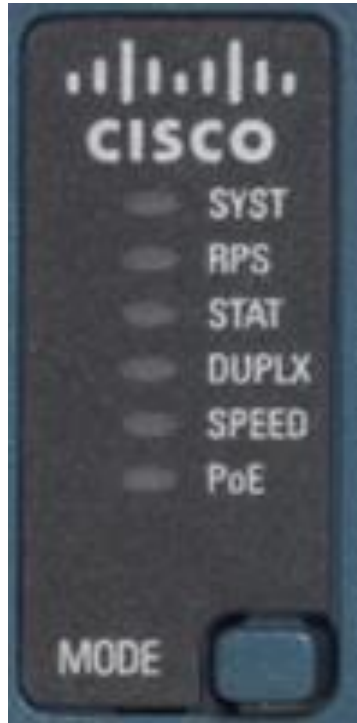 CISCO
SYST
RPS
STAT
DUPLX
SPEED
PoE
MODE